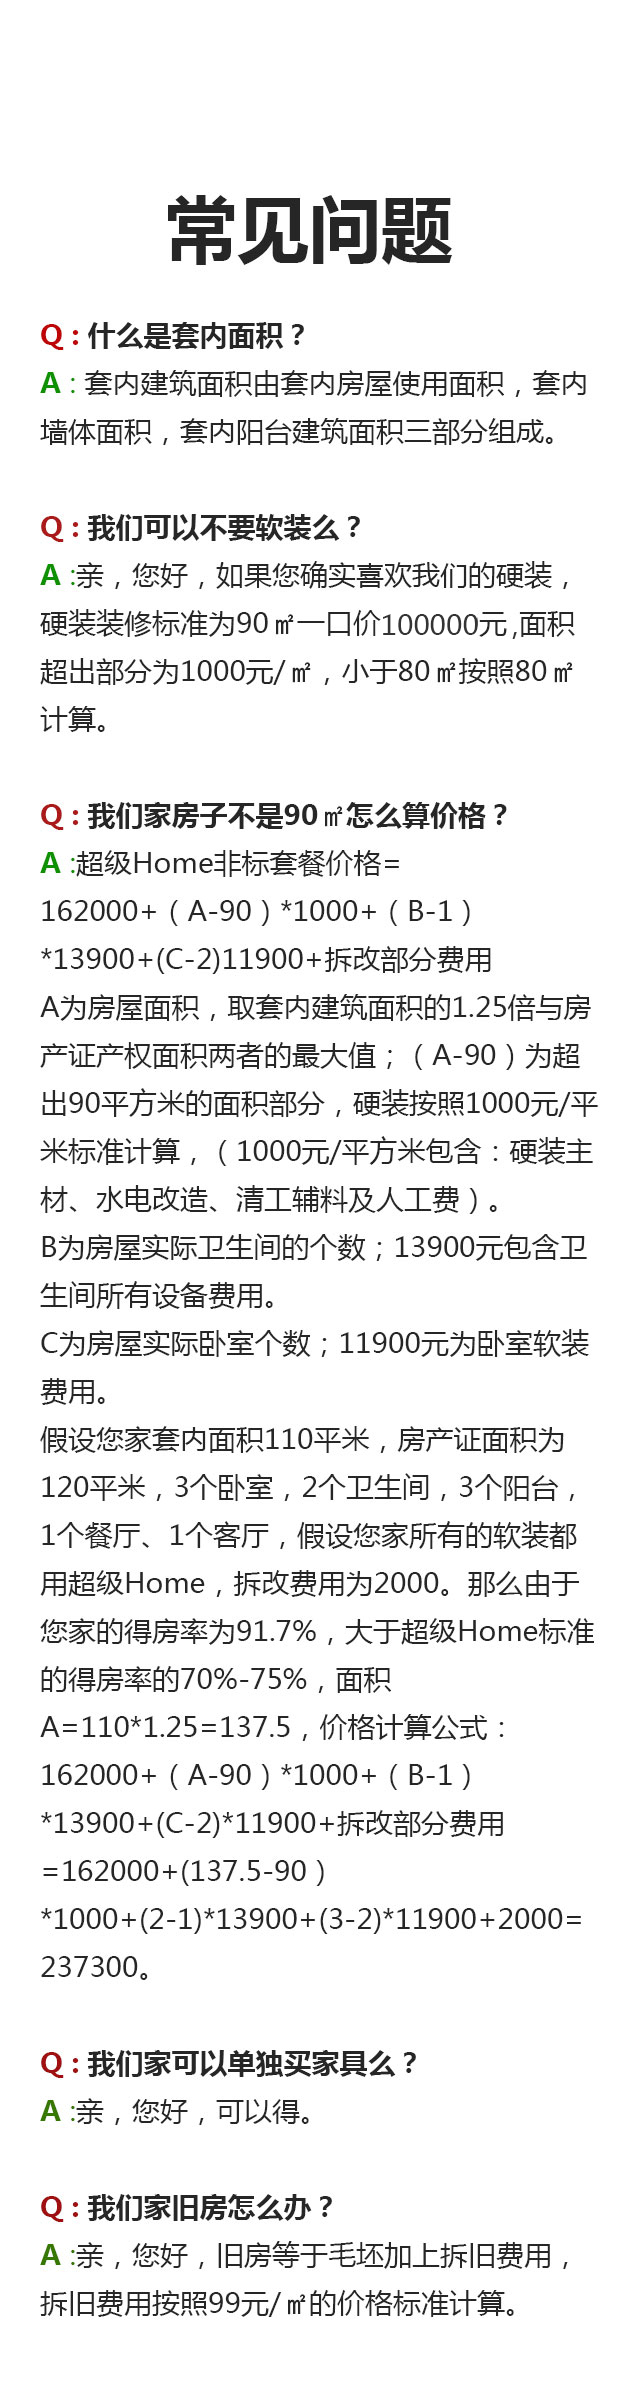 常见问题
Q：什么是套内面积？
A：套内建筑面积由套内房屋使用面积，套内
墙体面积，套内阳台建筑面积三部分组成。
Q：我们可以不要软装么？
A :亲，您好，如果您确实喜欢我们的硬装，
硬装装修标准为90㎡一口价100000元,面积
超出部分为1000元/㎡，小于80㎡按照80㎡
计算。
Q：我们家房子不是90㎡怎么算价格？
A :超级Home非标套餐价格=
162000+（A-90）*1000+（B-1）
*13900+(C-2)11900+拆改部分费用
A为房屋面积，取套内建筑面积的1.25倍与房
产证产权面积两者的最大值；（A-90）为超
出90平方米的面积部分，硬装按照1000元/平
米标准计算，（1000元/平方米包含：硬装主
材、水电改造、清工辅料及人工费）。
B为房屋实际卫生间的个数；13900元包含卫
生间所有设备费用。
C为房屋实际卧室个数；11900元为卧室软装
费用。
假设您家套内面积110平米，房产证面积为
120平米，3个卧室，2个卫生间，3个阳台，
1个餐厅、1个客厅，假设您家所有的软装都
用超级Home，拆改费用为2000。那么由于
您家的得房率为91.7%，大于超级Home标准
的得房率的70%-75%，面积
A=110*1.25=137.5，价格计算公式：
162000+（A-90）*1000+（B-1）
*13900+(C-2)*11900+拆改部分费用
=162000+(137.5-90）
*1000+(2-1)*13900+(3-2)*11900+2000=
237300。
Q：我们家可以单独买家具么？
A :亲，您好，可以得。
Q：我们家旧房怎么办？
A :亲，您好，旧房等于毛坯加上拆旧费用，
拆旧费用按照99元/㎡的价格标准计算。